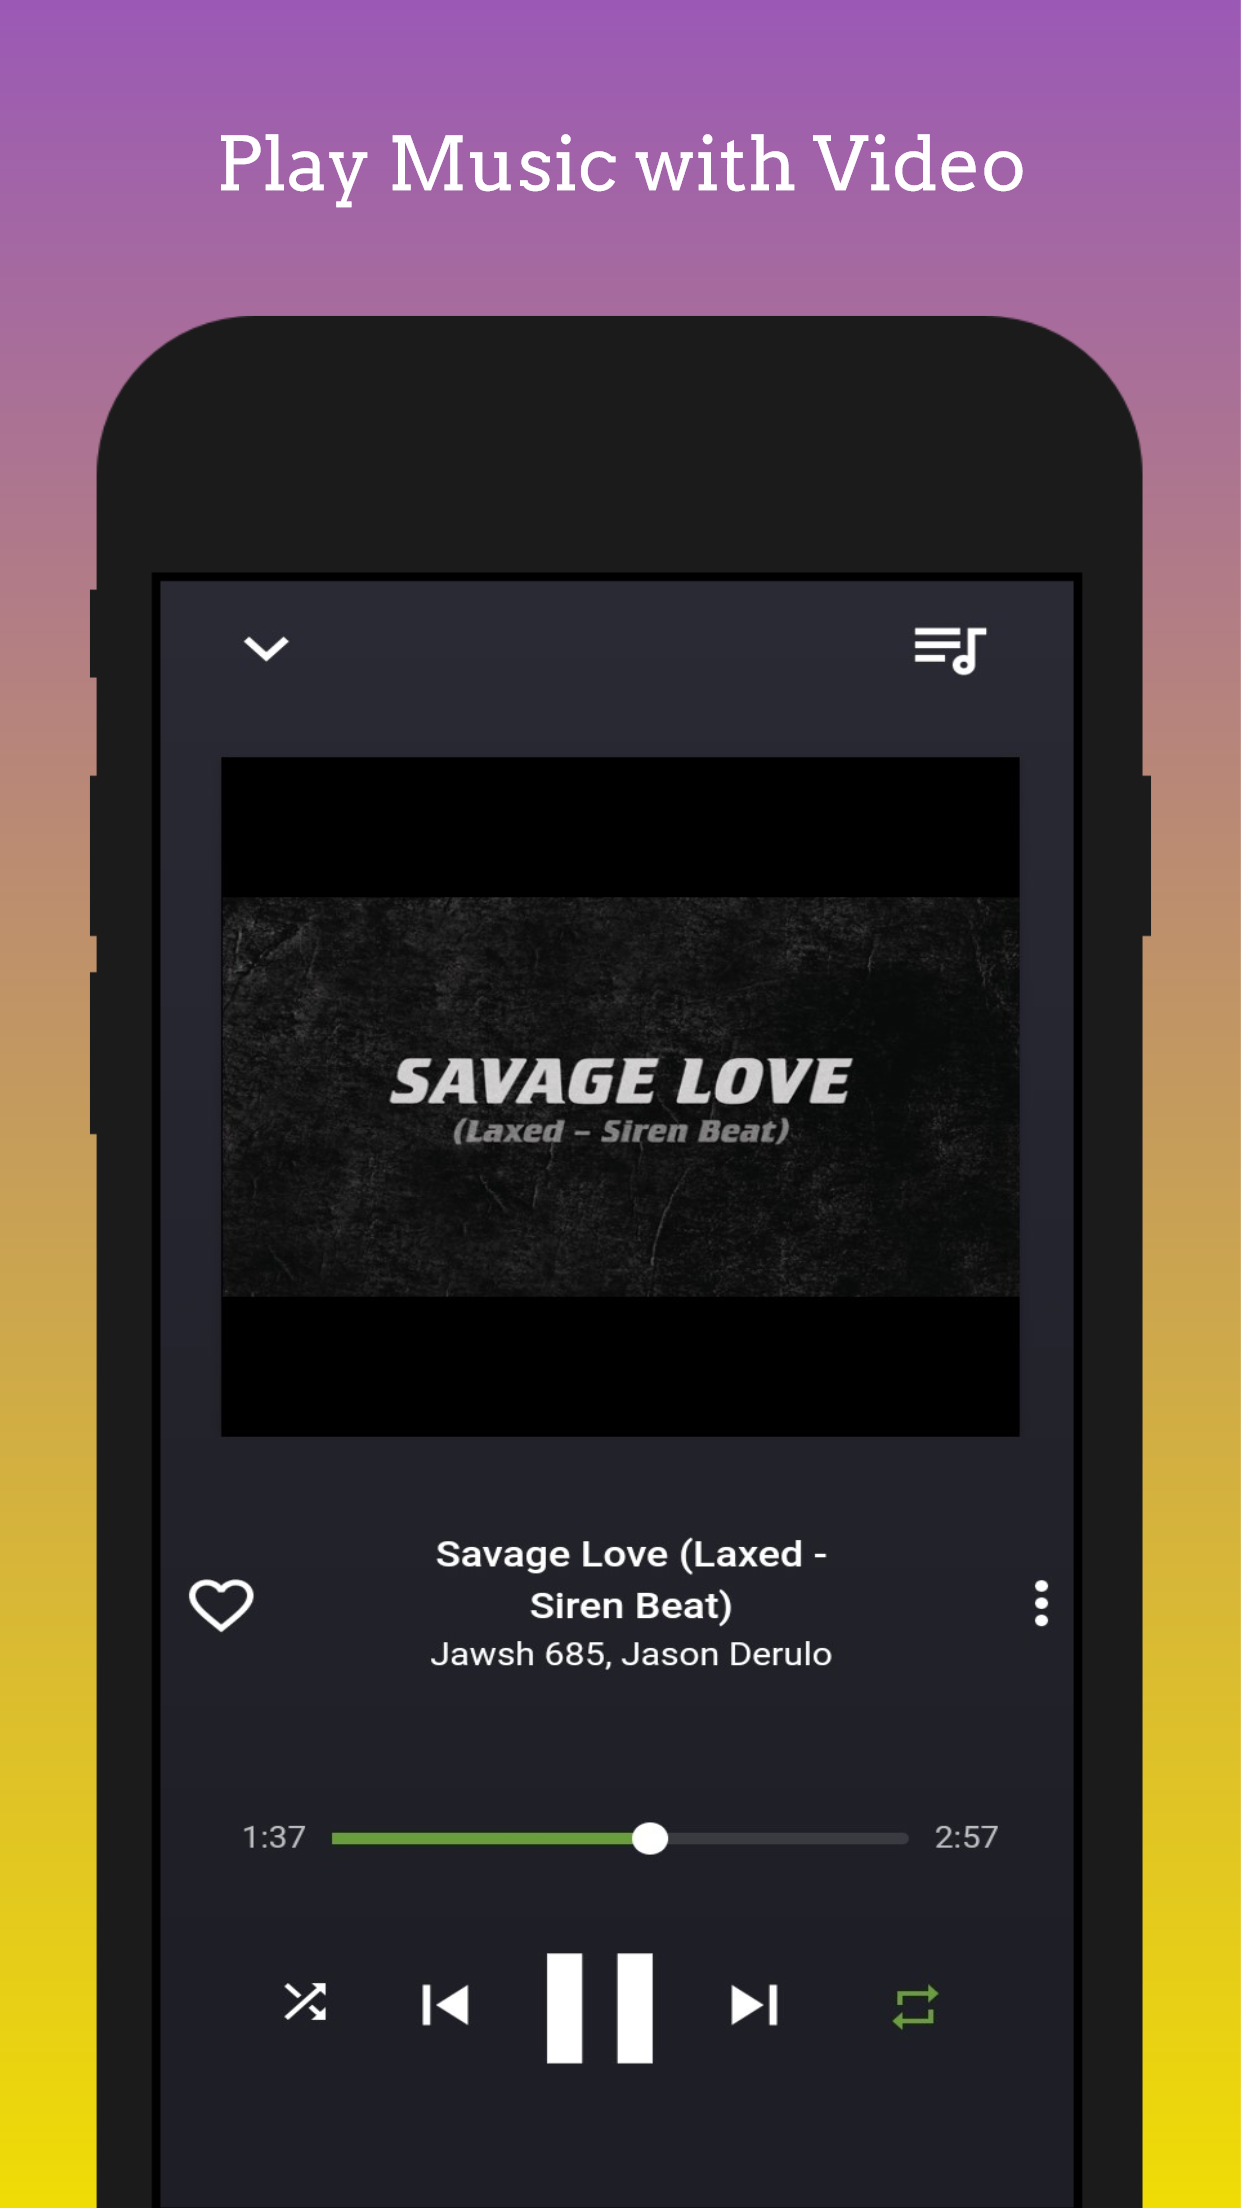 Play Music with Video
SAVAGE LOVE
(Laxed – Siren Beat)
Savage Love (Laxed -
Siren Beat)
Jawsh 685, Jason Derulo
1:37
2:57